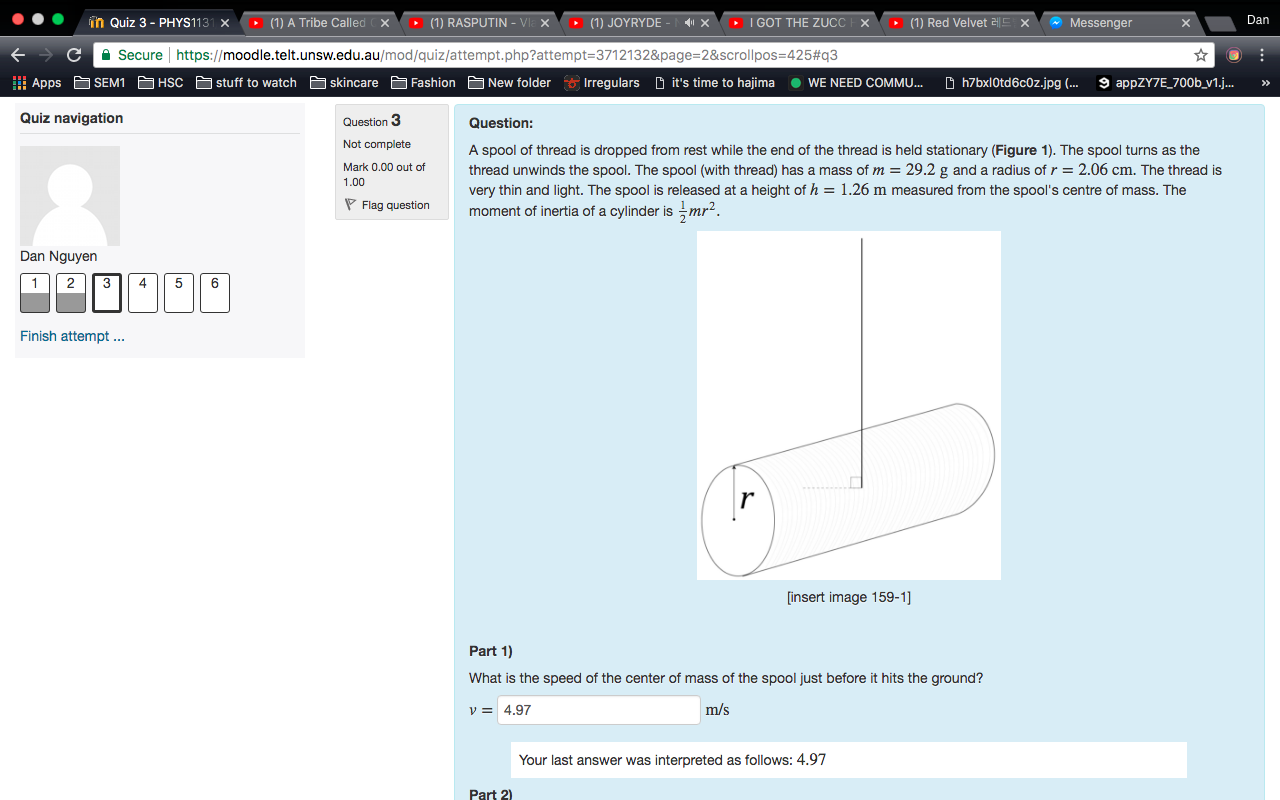 Quiz 3 - PHYS1131
(1) A Tribe Called
(1) RASPUTIN - Vi
(1) JOYRDE -
I GOT THE ZUCC
(1) Red Velvet 레드
Messenger
Dan
Secure https://moodle.telt.unsw.edu.au/mod/quiz/attempt.php?attempt=3712132&page=2&scrollpos=425#q3
Apps SEM1 HSC stuff to watch skincare Fashion New folder Irregulars it's time to hajima WE NEED COMMU... h7bxl0td6c0z.jpg (... appZY7E_700b_v1.j... »
Quiz navigation
Dan Nguyen
1 2 3 4 5 6
Finish attempt ...
Question 3
Not complete
Mark 0.00 out of
1.00
Flag question
Question:
A spool of thread is dropped from rest while the end of the thread is held stationary (Figure 1). The spool turns as the
thread unwinds the spool. The spool (with thread) has a mass of m = 29.2 g and a radius of r = 2.06 cm. The thread is
very thin and light. The spool is released at a height of h = 1.26 m measured from the spool's centre of mass. The
moment of inertia of a cylinder is ½mr².
r
[insert image 159-1]
Part 1)
What is the speed of the center of mass of the spool just before it hits the ground?
v = 4.97 m/s
Your last answer was interpreted as follows: 4.97
Part 2)